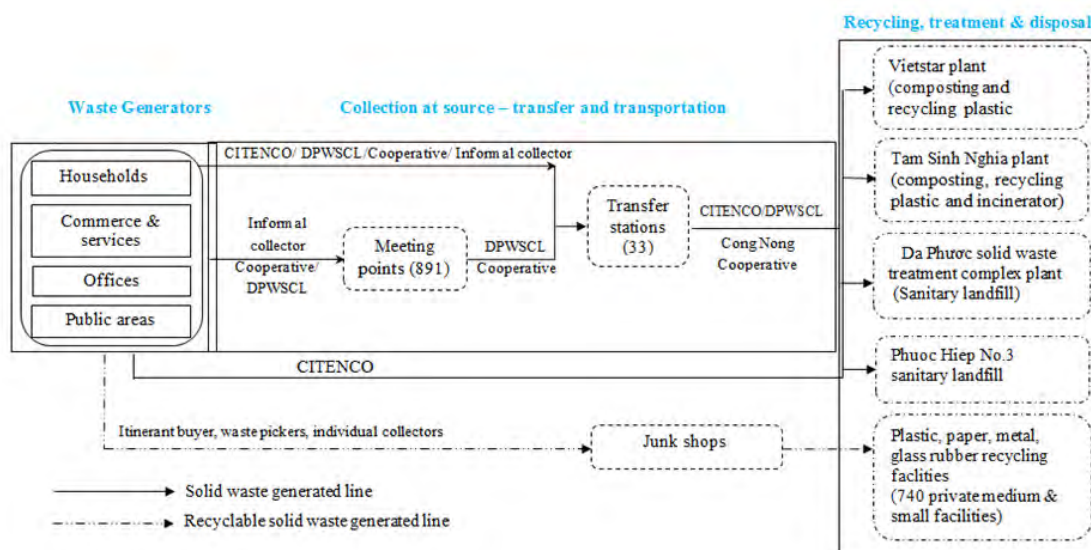 Recycling, treatment & disposal
Waste Generators
Collection at source – transfer and transportation
Households
Commerce &
services
Offices
Public areas
CITENCO/ DPWSCL/Cooperative/ Informal collector
Informal
collector
Cooperative/
DPWSCL
Meeting
points (891)
DPWSCL
Cooperative
Transfer
stations
(33)
CITENCO/DPWSCL
Cong Nong
Cooperative
CITENCO
Itinerant buyer, waste pickers, individual collectors
Junk shops
Vietstar plant
(composting and
recycling plastic
Tam Sinh Nghia plant
(composting, recycling
plastic and incinerator)
Da Phước solid waste
treatment complex plant
(Sanitary landfill)
Phuoc Hiep No.3
sanitary landfill
Plastic, paper, metal,
glass rubber recycling
faclities
(740 private medium &
small facilities)
Solid waste generated line
Recyclable solid waste generated line